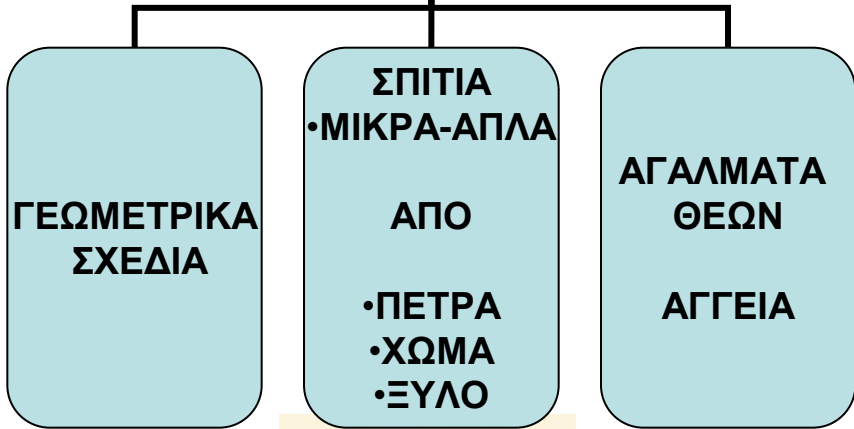 ΓΕΩΜΕΤΡΙΚΑ
ΣΧΕΔΙΑ
ΣΠΙΤΙΑ
•ΜΙΚΡΑ-ΑΠΛΑ
ΑΠΟ
•ΠΕΤΡΑ
•ΧΩΜΑ
•ΞΥΛΟ
ΑΓΑΛΜΑΤΑ
ΘΕΩΝ
ΑΓΓΕΙΑ